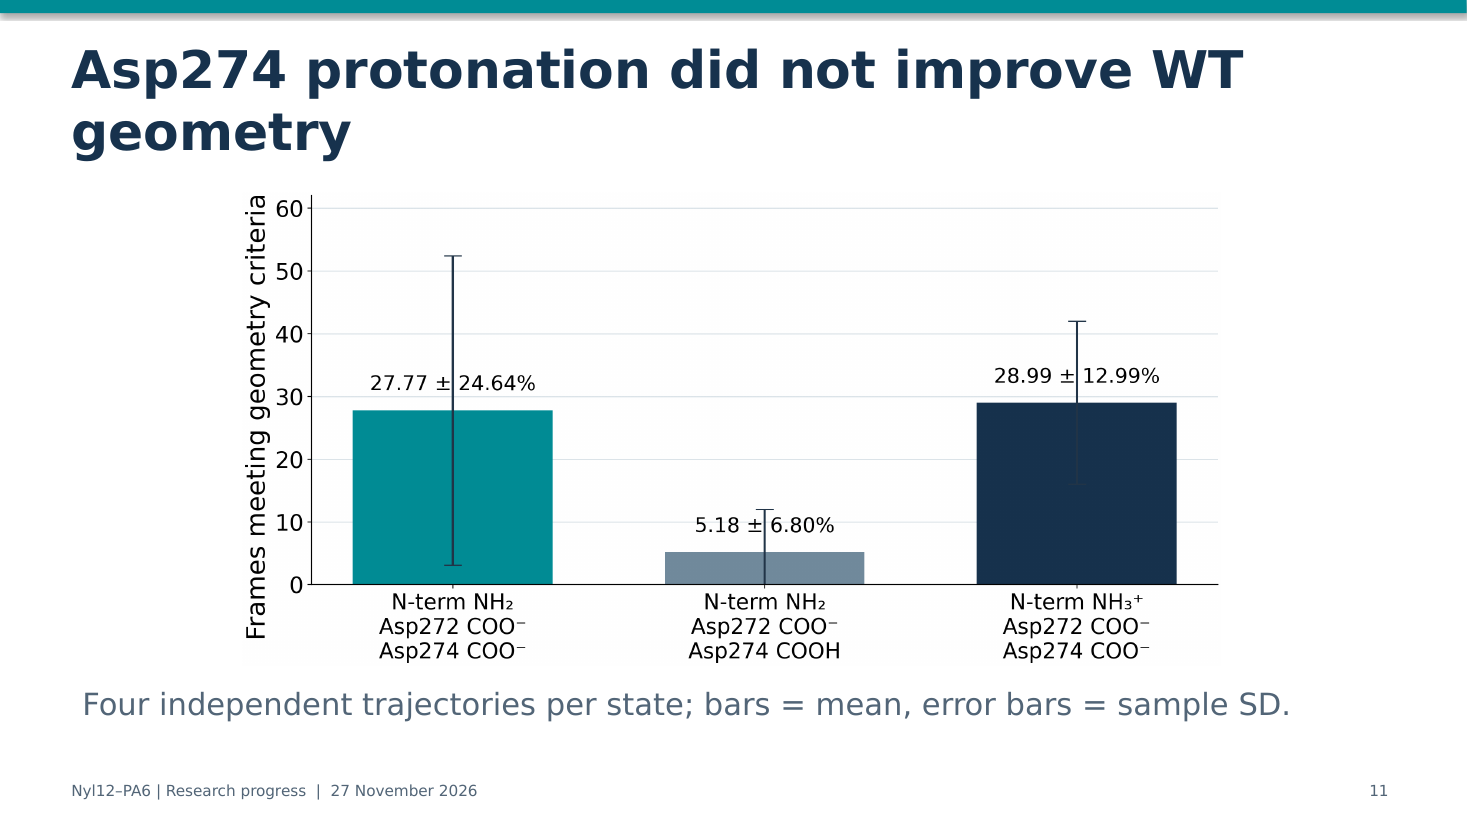 Asp274 protonation did not improve WT
geometry
Frames meeting geometry criteria
60
50
40
30
20
10
0
27.77 ± 24.64%
5.18 ± 6.80%
28.99 ± 12.99%
N-term NH₂
Asp272 COO⁻
Asp274 COO⁻
N-term NH₂
Asp272 COO⁻
Asp274 COOH
N-term NH₃⁺
Asp272 COO⁻
Asp274 COO⁻
Four independent trajectories per state; bars = mean, error bars = sample SD.
Nyl12–PA6 | Research progress | 27 November 2026
11